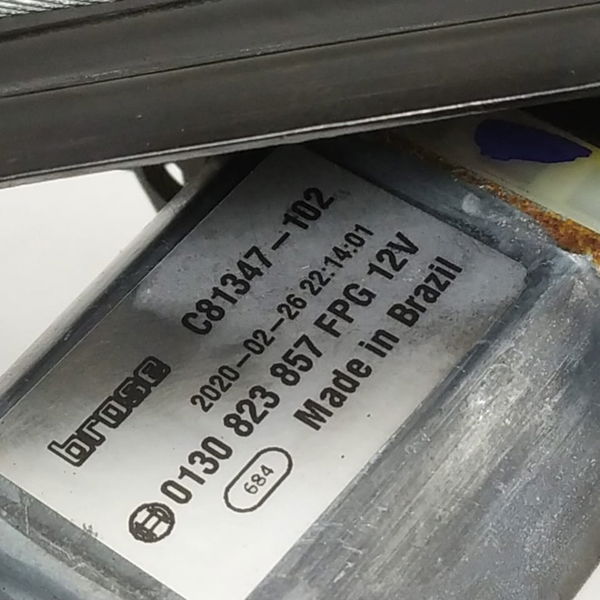 brose C81347-102
2020-02-26 22:14:01
0130 823 857 FPG 12V
684 Made in Brazil